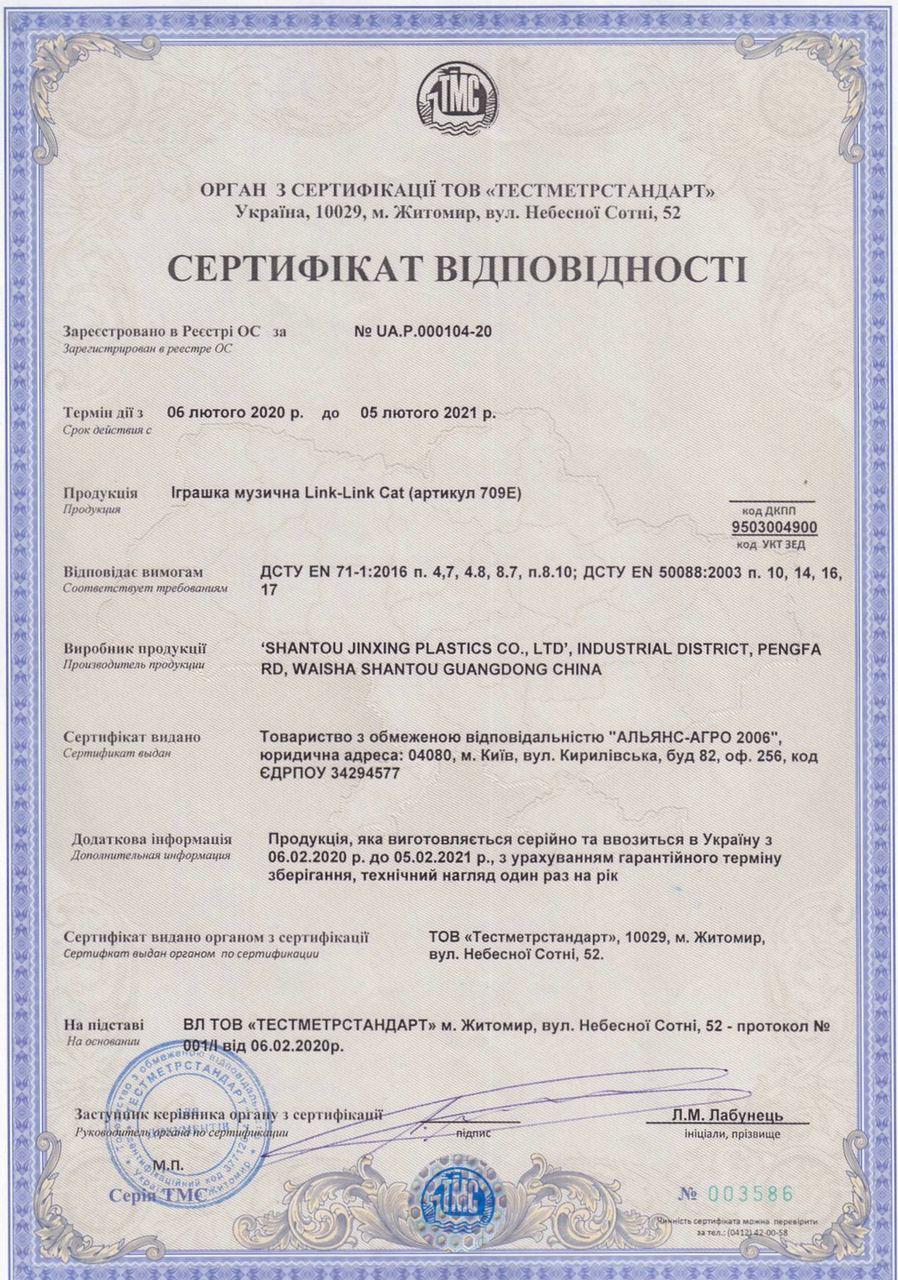 ТМС
ОРГАН З СЕРТИФІКАЦІЇ ТОВ «ТЕСТМЕТРСТАНДАРТ»
Україна, 10029, м. Житомир, вул. Небесної Сотні, 52
СЕРТИФІКАТ ВІДПОВІДНОСТІ
Зареєстровано в Реєстрі ОС за № UA.P.000104-20
Зарегистрирован в реестре ОС
Термін дії з 06 лютого 2020 р. до 05 лютого 2021 р.
Срок действия с
Продукція Іграшка музична Link-Link Cat (артикул 709E)
Продукция
код ДКПП
9503004900
код УКТ ЗЕД
Відповідає вимогам ДСТУ EN 71-1:2016 п. 4,7, 4.8, 8.7, п.8.10; ДСТУ EN 50088:2003 п. 10, 14, 16,
Соответствует требованиям 17
Виробник продукції ‘SHANTOU JINXING PLASTICS CO., LTD’, INDUSTRIAL DISTRICT, PENGFA
Производитель продукции RD, WAISHA SHANTOU GUANGDONG CHINA
Сертифікат видано Товариство з обмеженою відповідальністю "АЛЬЯНС-АГРО 2006",
Сертификат выдан юридична адреса: 04080, м. Київ, вул. Кирилівська, буд 82, оф. 256, код
ЄДРПОУ 34294577
Додаткова інформація Продукція, яка виготовляється серійно та ввозиться в Україну з
Дополнительная информация 06.02.2020 р. до 05.02.2021 р., з урахуванням гарантійного терміну
зберігання, технічний нагляд один раз на рік
Сертифікат видано органом з сертифікації ТОВ «Тестметрстандарт», 10029, м. Житомир,
Сертифкат выдан органом по сертификации вул. Небесної Сотні, 52.
На підставі ВЛ ТОВ «ТЕСТМЕТРСТАНДАРТ» м. Житомир, вул. Небесної Сотні, 52 - протокол №
На основании 001/І від 06.02.2020р.
Заступник керівника органу з сертифікації Л.М. Лабунець
Руководитель органа по сертификации підпис ініціали, прізвище
М.П.
ТЕСТМЕТРСТАНДАРТ
ДОКУМЕНТІВ
Серія ТМС № 003586
ТМС
Чинність сертифіката можна перевірити
за тел.: (0412) 42-00-58